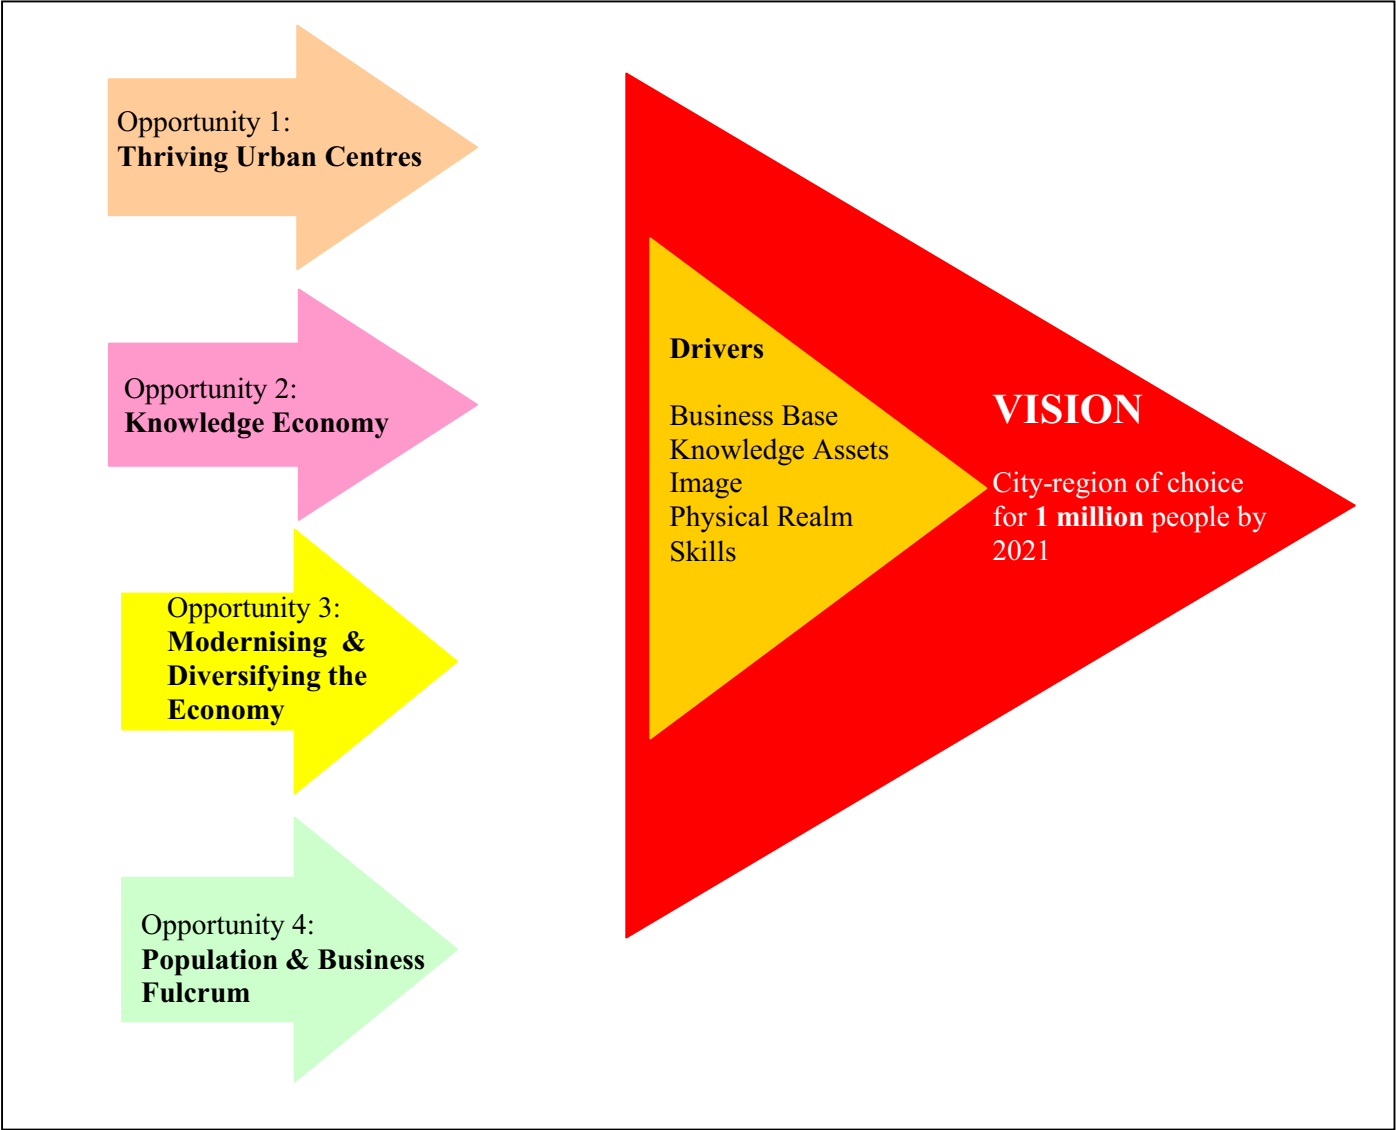 Opportunity 1:
Thriving Urban Centres
Opportunity 2:
Knowledge Economy
Opportunity 3:
Modernising & 
Diversifying the
Economy
Opportunity 4:
Population & Business
Fulcrum
Drivers
Business Base
Knowledge Assets
Image
Physical Realm
Skills
VISION
City-region of choice
for 1 million people by
2021